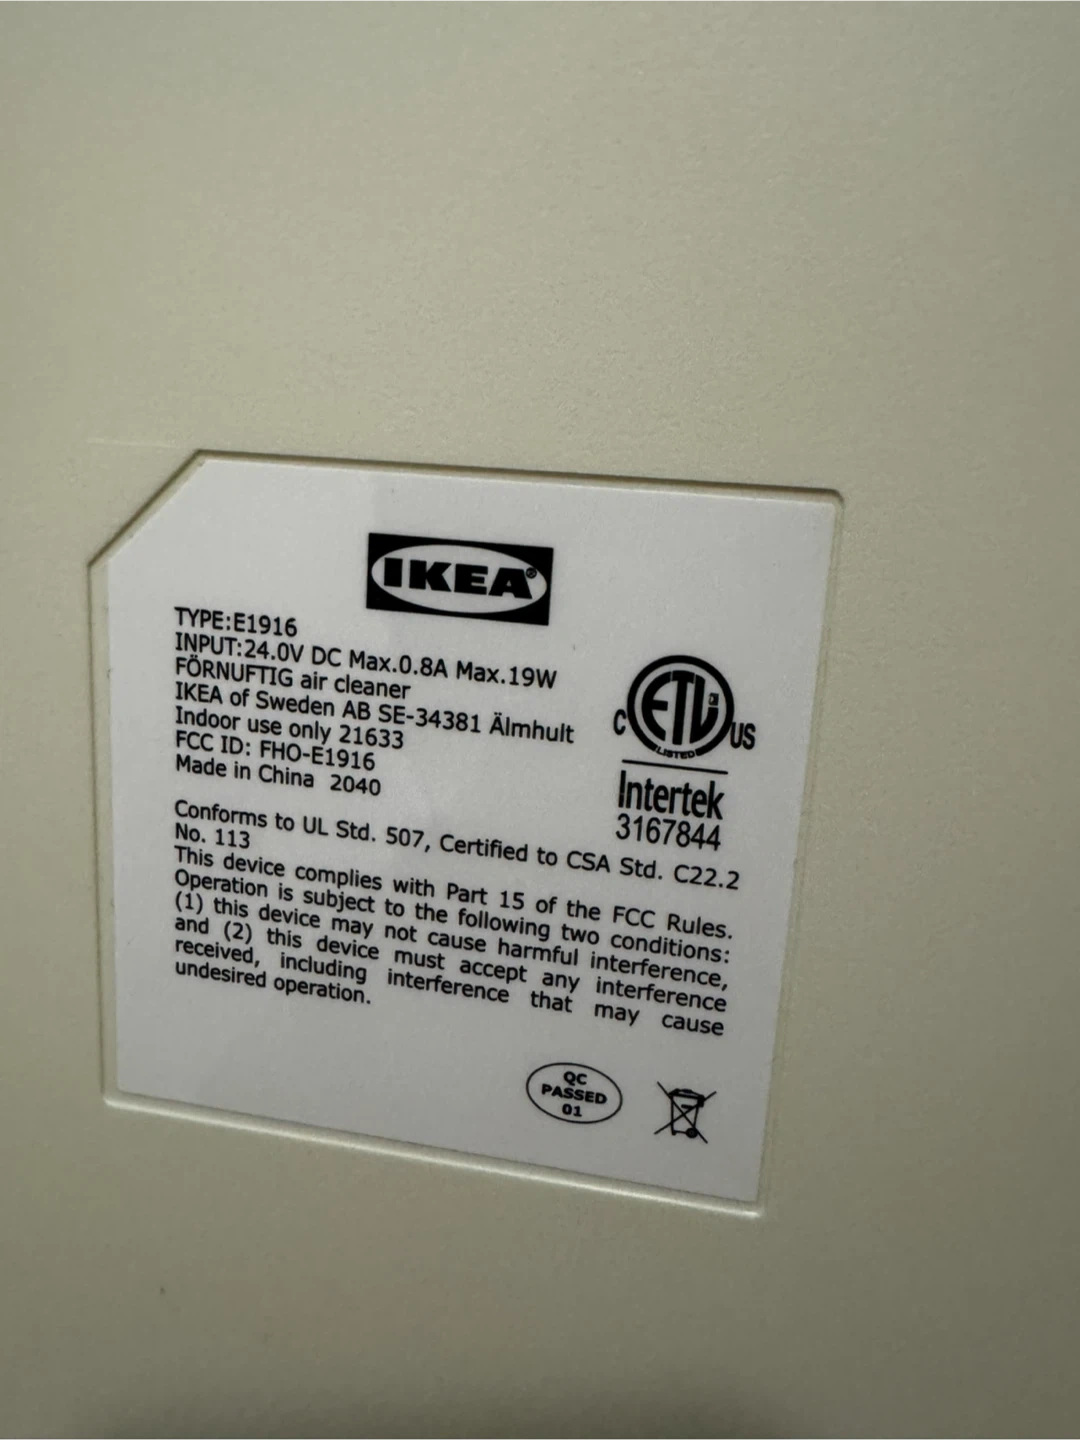 IKEA®
TYPE:E1916
INPUT:24.0V DC Max.0.8A Max.19W
FÖRNUFTIG air cleaner
IKEA of Sweden AB SE-34381 Älmhult
Indoor use only 21633
FCC ID: FHO-E1916
Made in China 2040
C ETL US
LISTED
Intertek
3167844
Conforms to UL Std. 507, Certified to CSA Std. C22.2
No. 113
This device complies with Part 15 of the FCC Rules.
Operation is subject to the following two conditions:
(1) this device may not cause harmful interference,
and (2) this device must accept any interference
received, including interference that may cause
undesired operation.
QC
PASSED
01